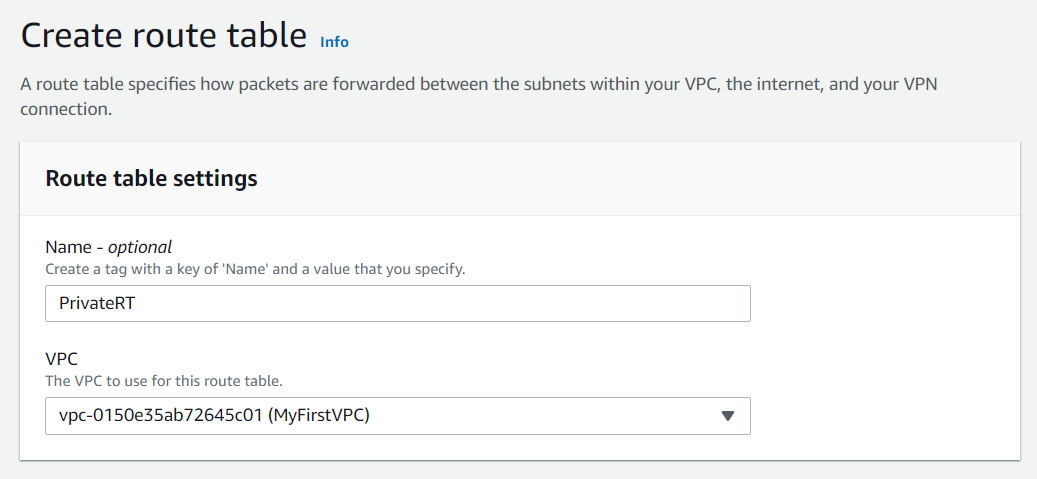 Create route table Info
A route table specifies how packets are forwarded between the subnets within your VPC, the internet, and your VPN
connection.
Route table settings
Name - optional
Create a tag with a key of 'Name' and a value that you specify.
PrivateRT
VPC
The VPC to use for this route table.
vpc-0150e35ab72645c01 (MyFirstVPC)